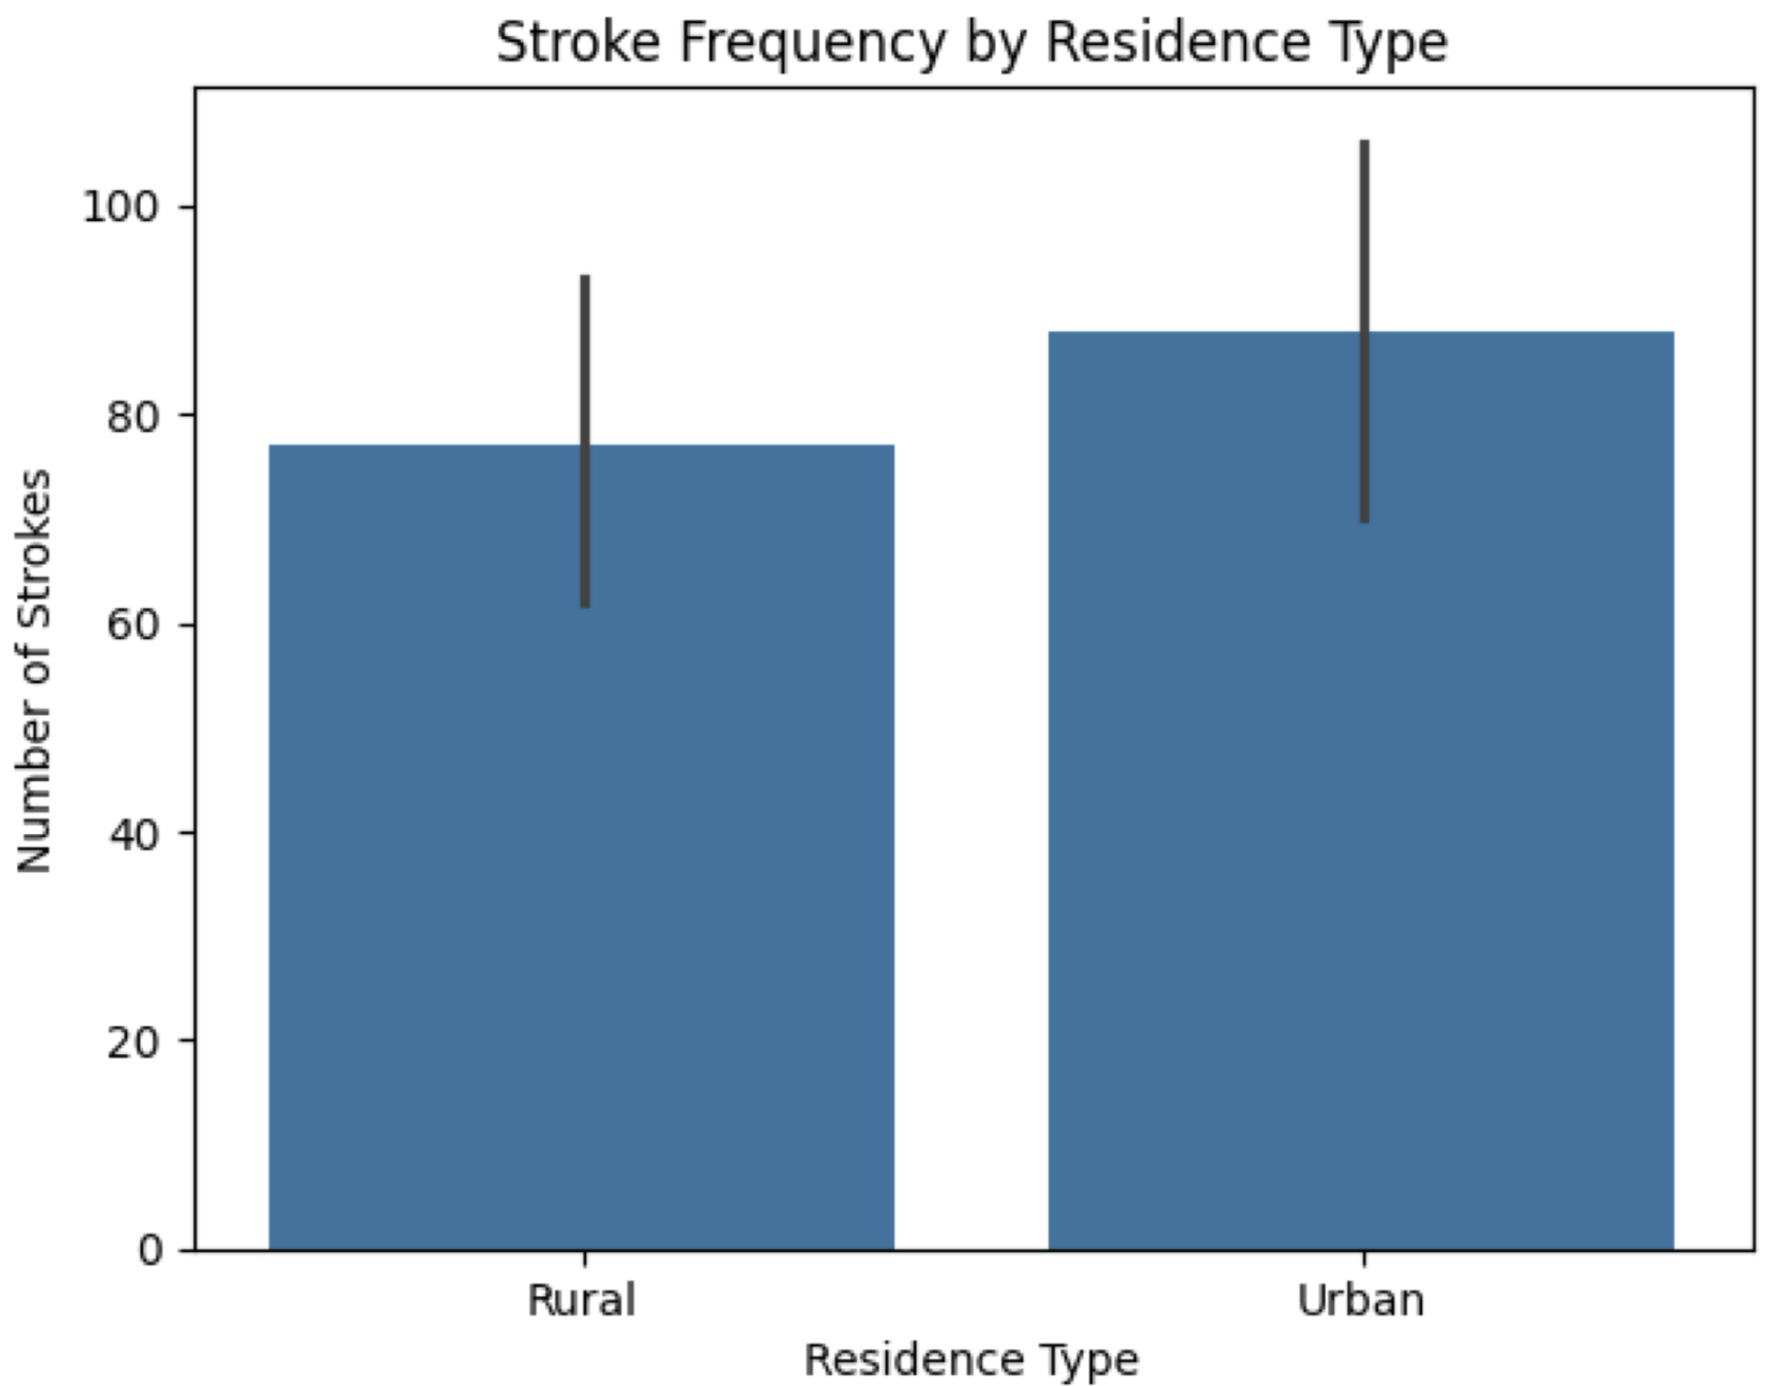 Stroke Frequency by Residence Type
Number of Strokes
100
80
60
40
20
0
Rural Urban
Residence Type